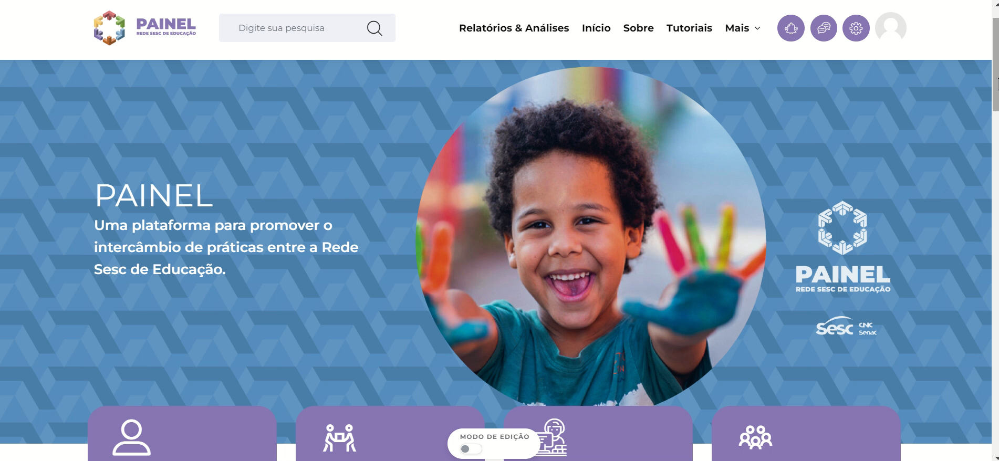 PAINEL
REDE SESC DE EDUCAÇÃO
Digite sua pesquisa
Relatórios & Análises
Início
Sobre
Tutoriais
Mais
PAINEL
Uma plataforma para promover o
intercâmbio de práticas entre a Rede
Sesc de Educação.
PAINEL
REDE SESC DE EDUCAÇÃO
Sesc
CNC
Senac
MODO DE EDIÇÃO